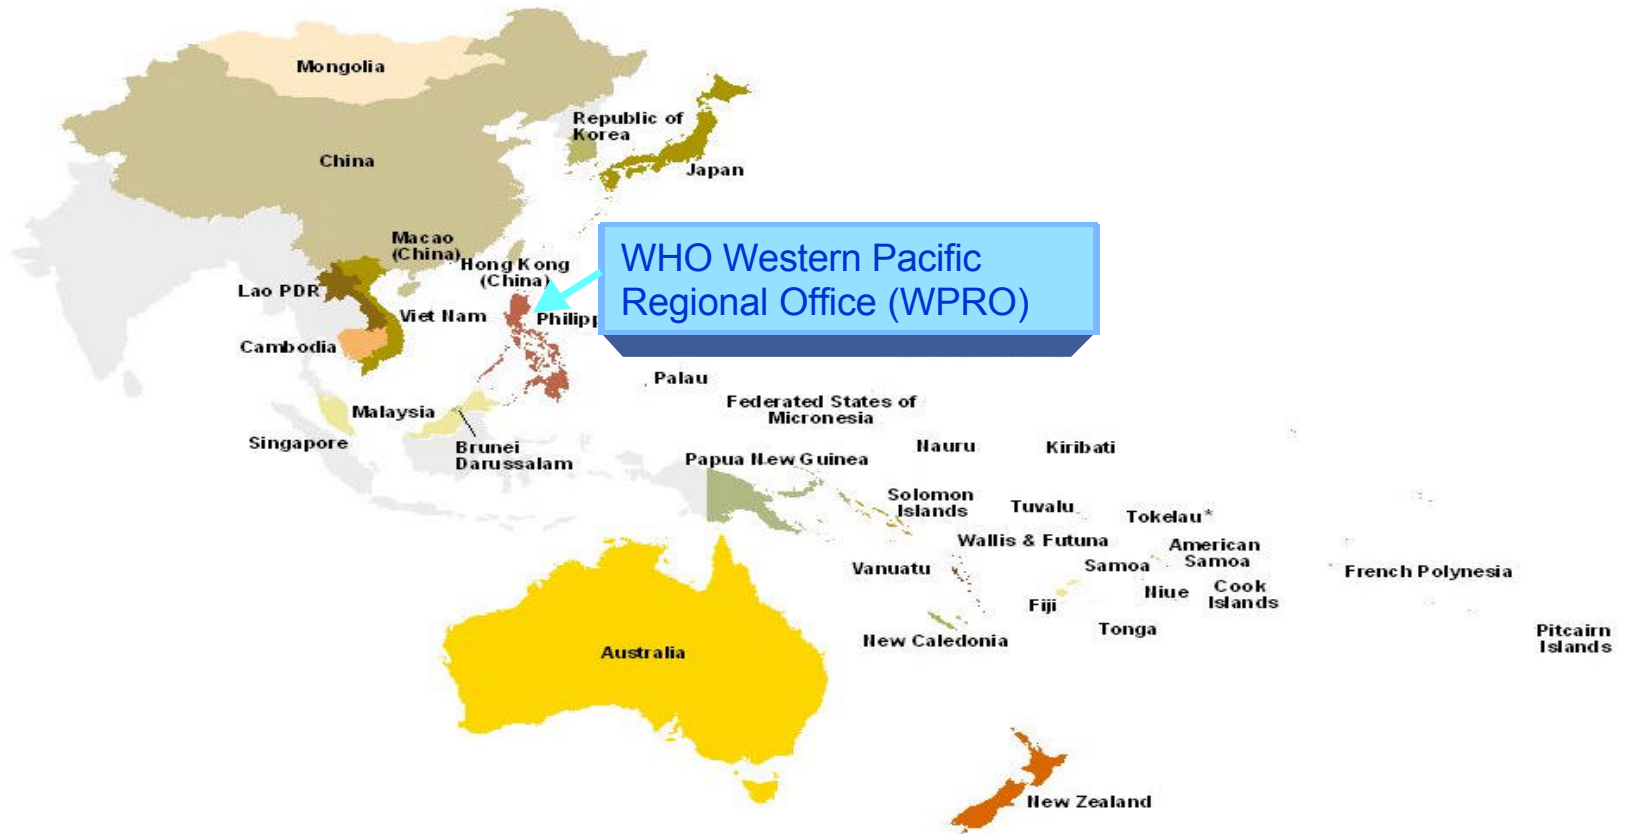 Mongolia
Republic of
Korea
China
Japan
Macao
(China)
Hong Kong
(China)
WHO Western Pacific
Regional Office (WPRO)
Lao PDR
Viet Nam
Philipp
Cambodia
Palau
Malaysia
Federated States of
Micronesia
Singapore
Brunei
Darussalam
Nauru
Kiribati
Papua New Guinea
Solomon
Islands
Tuvalu
Tokelau*
Wallis & Futuna
American
Samoa
Vanuatu
Samoa
French Polynesia
Niue
Cook
Islands
Fiji
Tonga
New Caledonia
Pitcairn
Islands
Australia
New Zealand